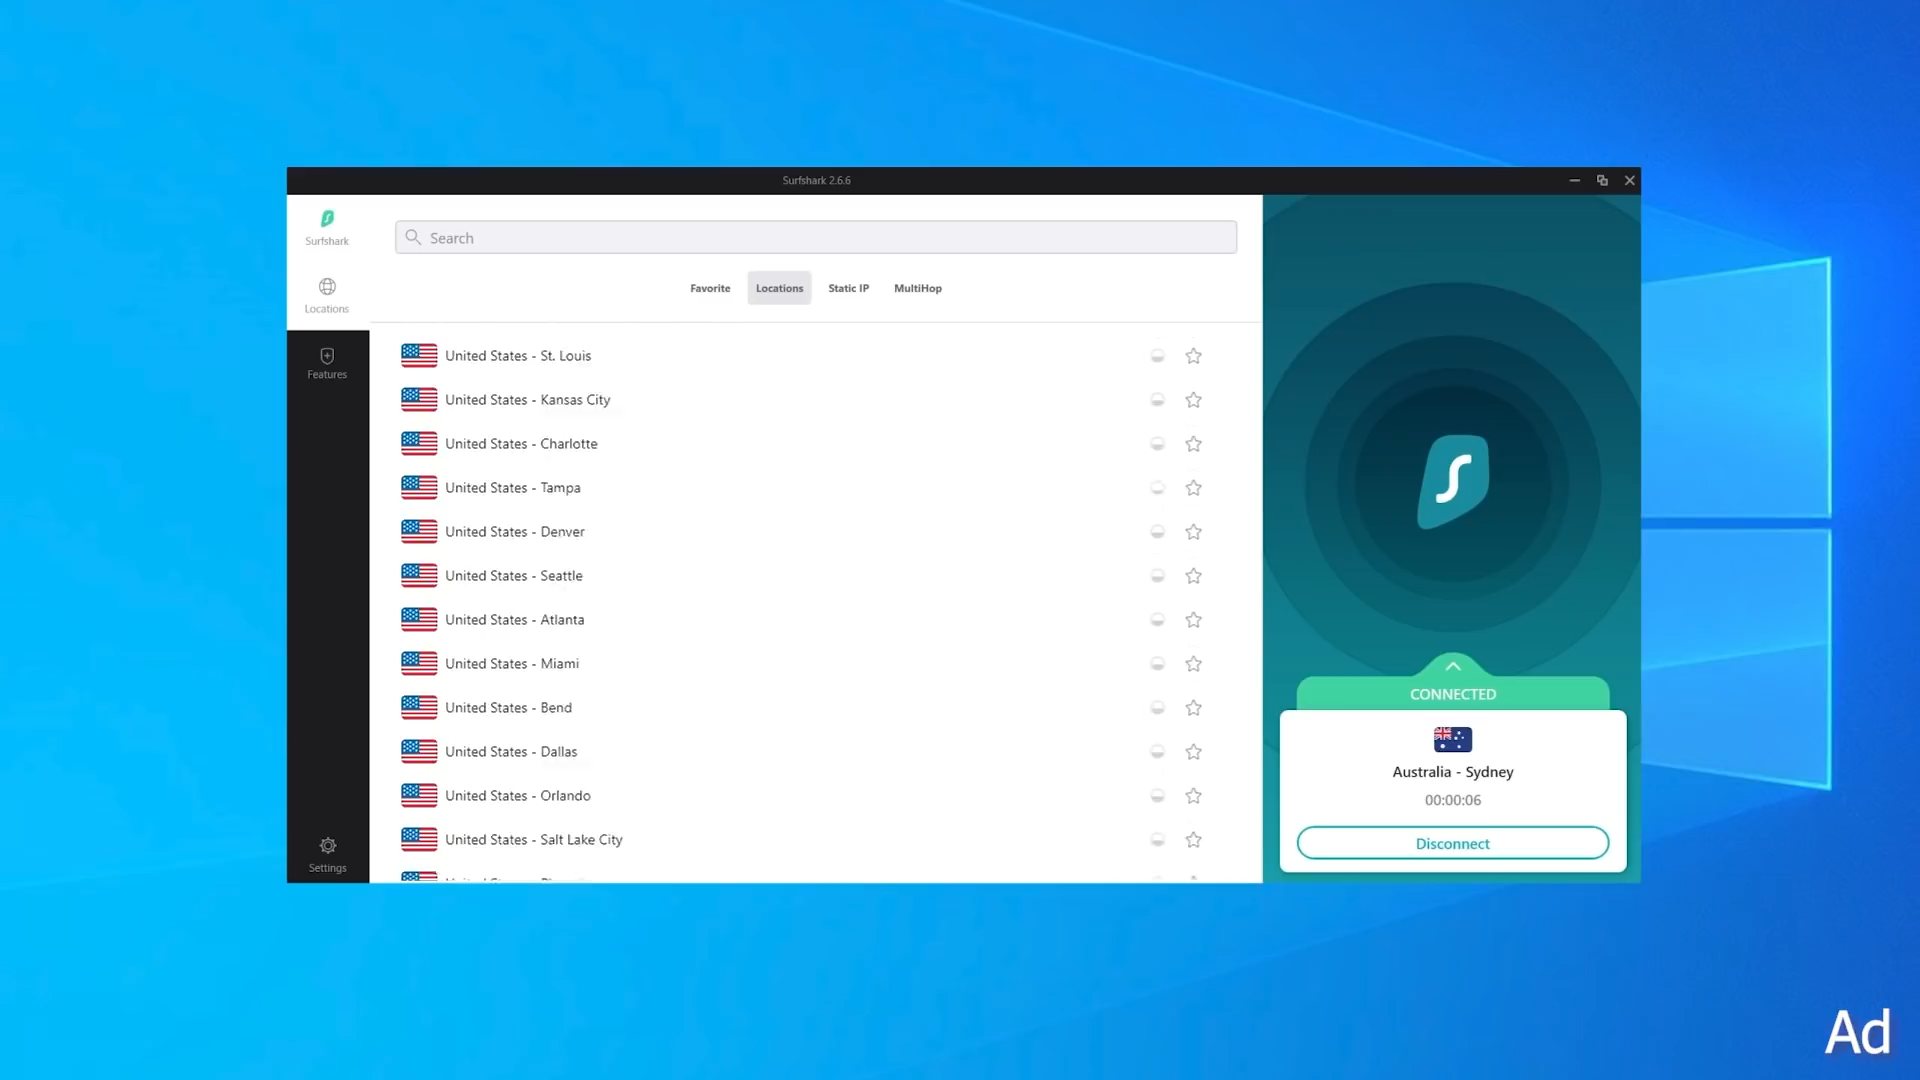 Surfshark 2.6.6
Surfshark
Locations
Features
Settings
Search
Favorite
Locations
Static IP
MultiHop
United States - St. Louis
United States - Kansas City
United States - Charlotte
United States - Tampa
United States - Denver
United States - Seattle
United States - Atlanta
United States - Miami
United States - Bend
United States - Dallas
United States - Orlando
United States - Salt Lake City
CONNECTED
Australia - Sydney
00:00:06
Disconnect
Ad